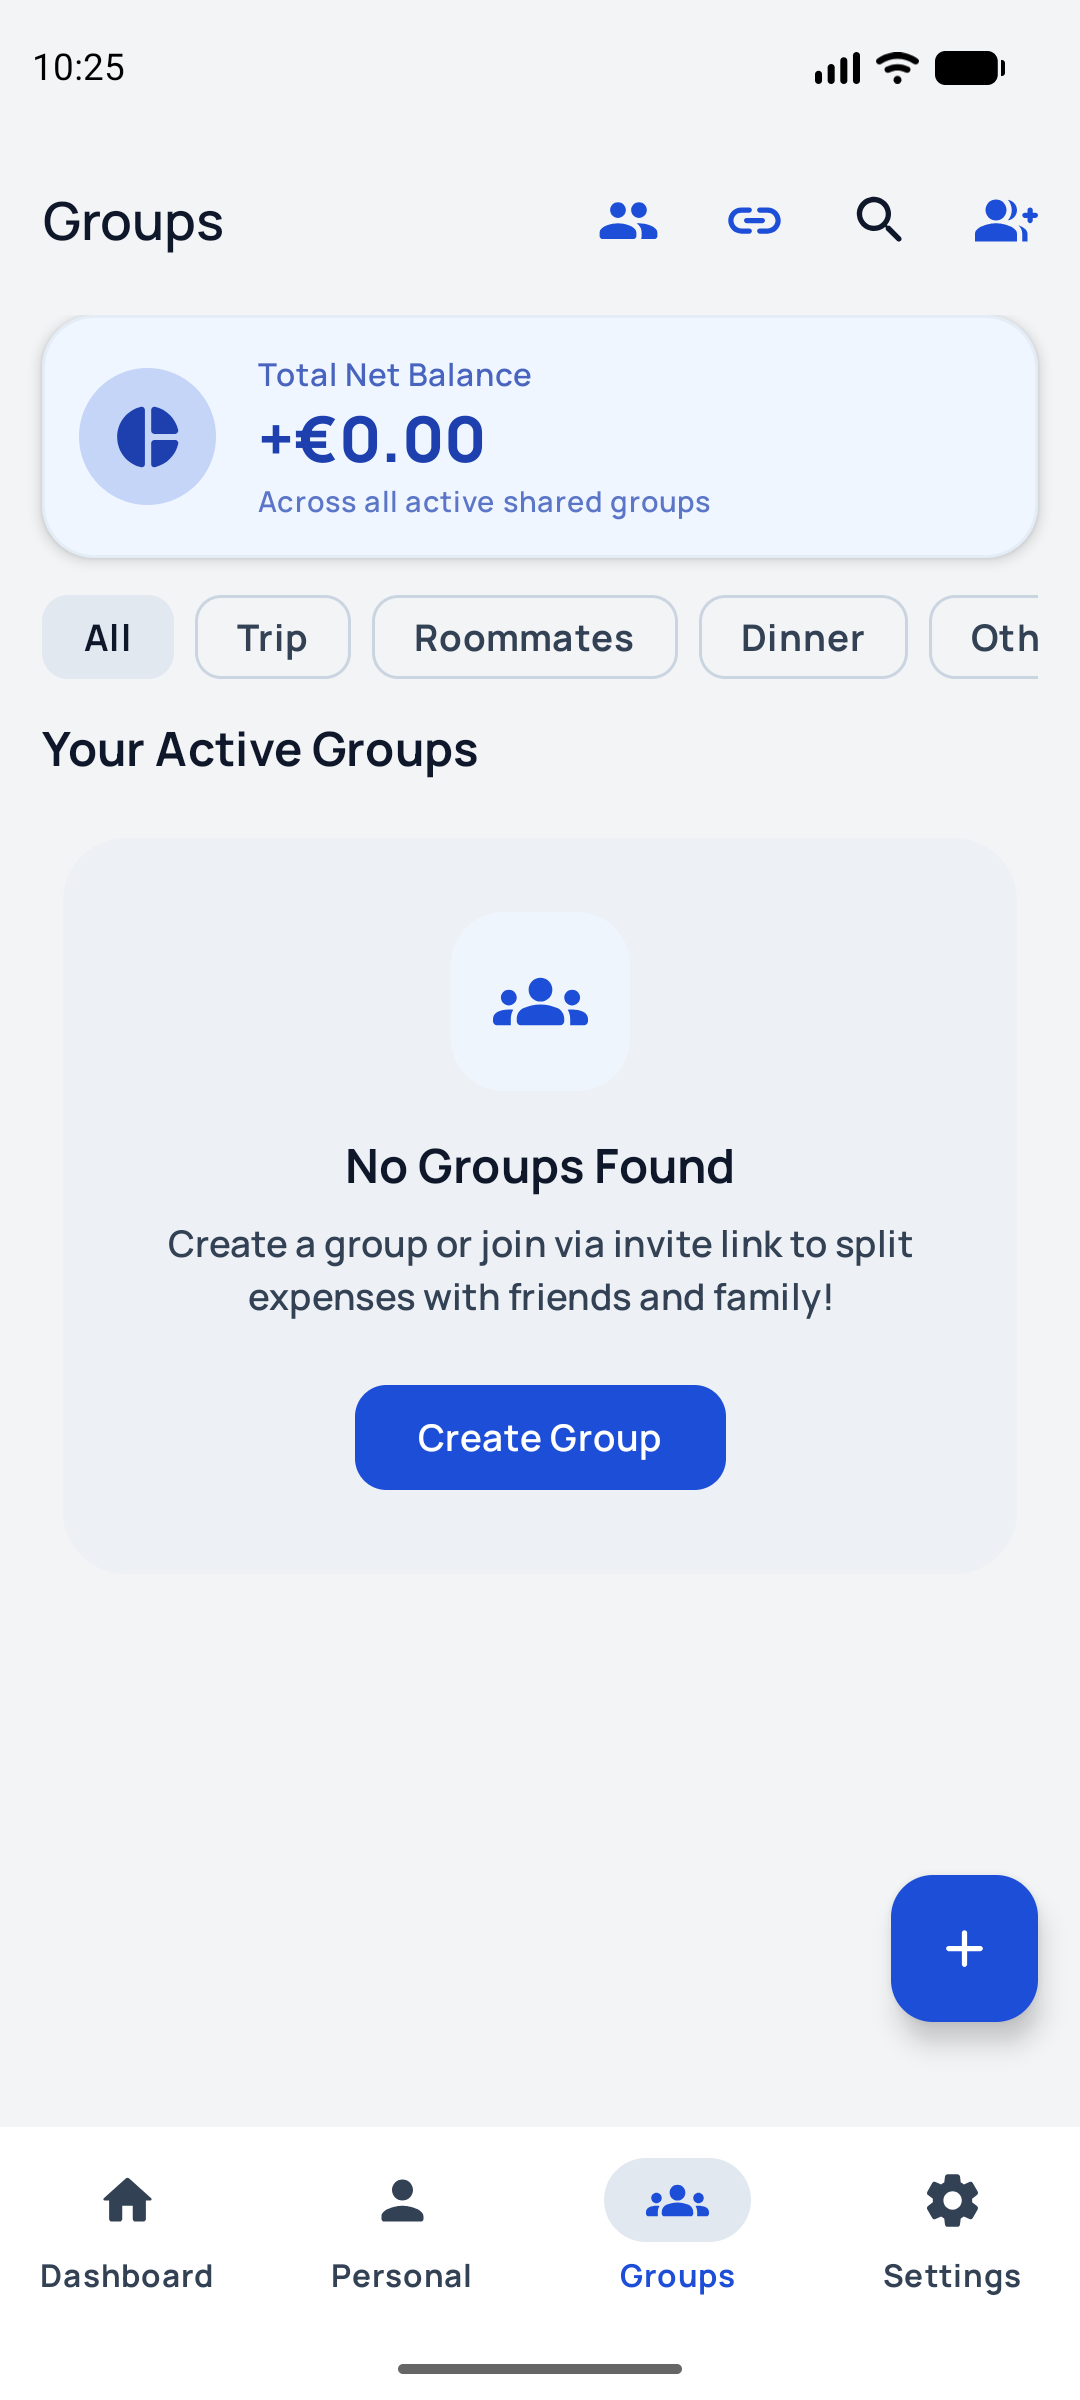 10:25
Groups
Total Net Balance
+€0.00
Across all active shared groups
All
Trip
Roommates
Dinner
Oth
Your Active Groups
No Groups Found
Create a group or join via invite link to split
expenses with friends and family!
Create Group
Dashboard
Personal
Groups
Settings